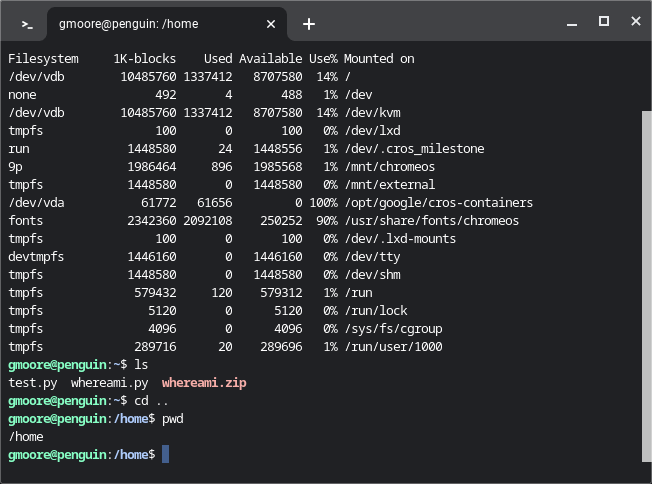 >_ gmoore@penguin: /home × +
Filesystem     1K-blocks    Used Available Use% Mounted on
/dev/vdb        10485760 1337412   8707580  14% /
none                 492       4       488   1% /dev
/dev/vdb        10485760 1337412   8707580  14% /dev/kvm
tmpfs                100       0       100   0% /dev/lxd
run              1448580      24   1448556   1% /dev/.cros_milestone
9p               1986464     896   1985568   1% /mnt/chromeos
tmpfs            1448580       0   1448580   0% /mnt/external
/dev/vda           61772   61656         0 100% /opt/google/cros-containers
fonts            2342360 2092108    250252  90% /usr/share/fonts/chromeos
tmpfs                100       0       100   0% /dev/.lxd-mounts
devtmpfs         1446160       0   1446160   0% /dev/tty
tmpfs            1448580       0   1448580   0% /dev/shm
tmpfs             579432     120    579312   1% /run
tmpfs               5120       0      5120   0% /run/lock
tmpfs               4096       0      4096   0% /sys/fs/cgroup
tmpfs             289716      20    289696   1% /run/user/1000
gmoore@penguin:~$ ls
test.py  whereami.py  whereami.zip
gmoore@penguin:~$ cd ..
gmoore@penguin:/home$ pwd
/home
gmoore@penguin:/home$